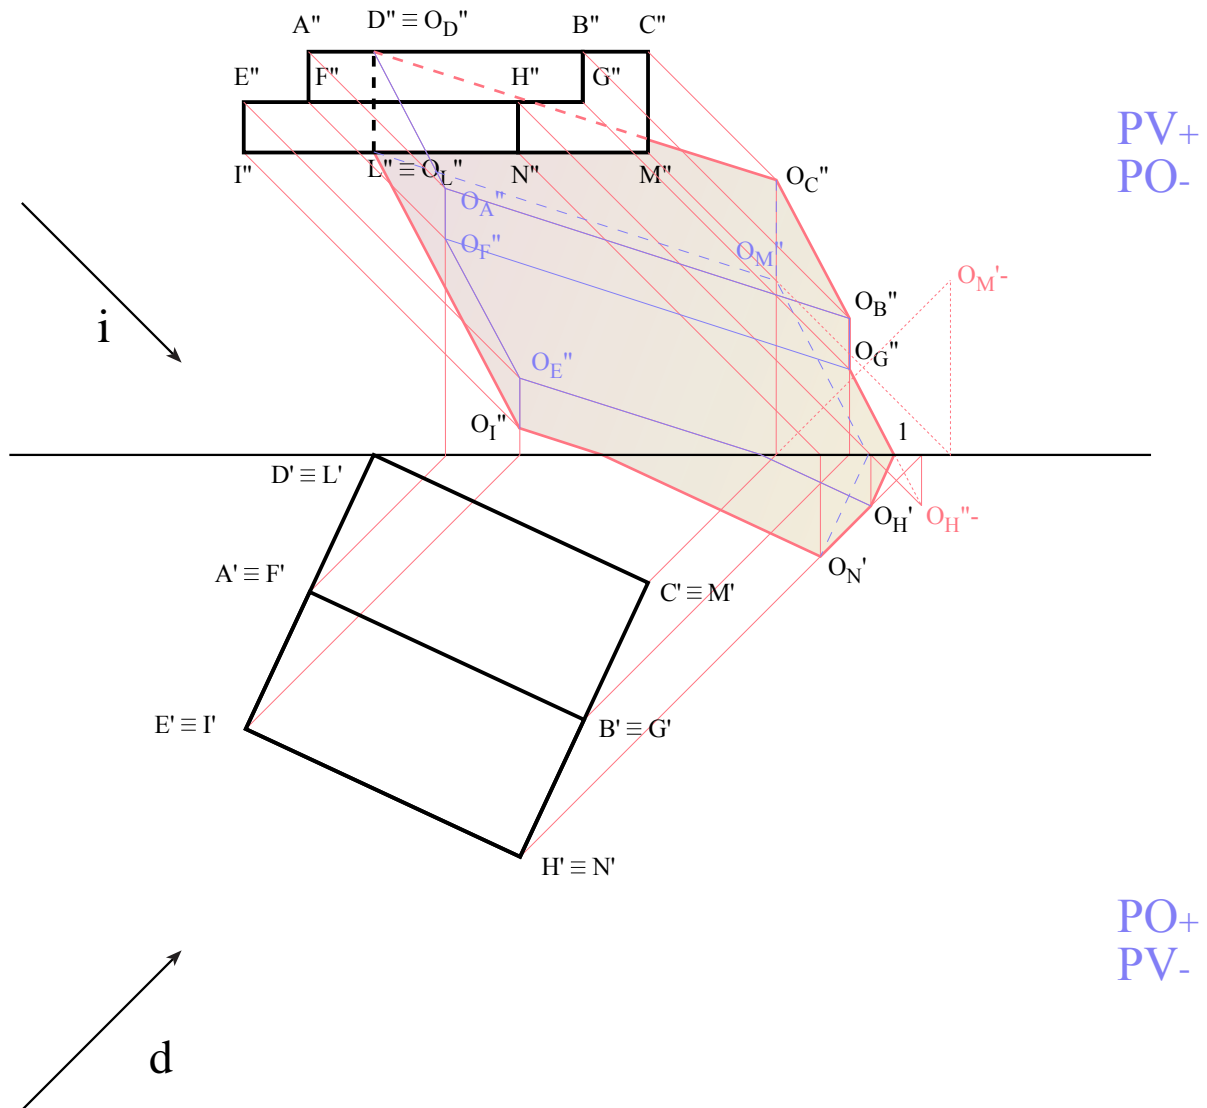 A" D" ≡ O_D" B" C"
E" F" H" G"
PV+
PO-
I" L" ≡ O_L" N" M"
O_C"
O_A"
O_F" O_M"
O_M'-
i
O_B"
O_G"
O_E"
O_I" 1
D' ≡ L'
O_H' O_H"-
A' ≡ F' O_N'
C' ≡ M'
E' ≡ I' B' ≡ G'
H' ≡ N'
PO+
PV-
d